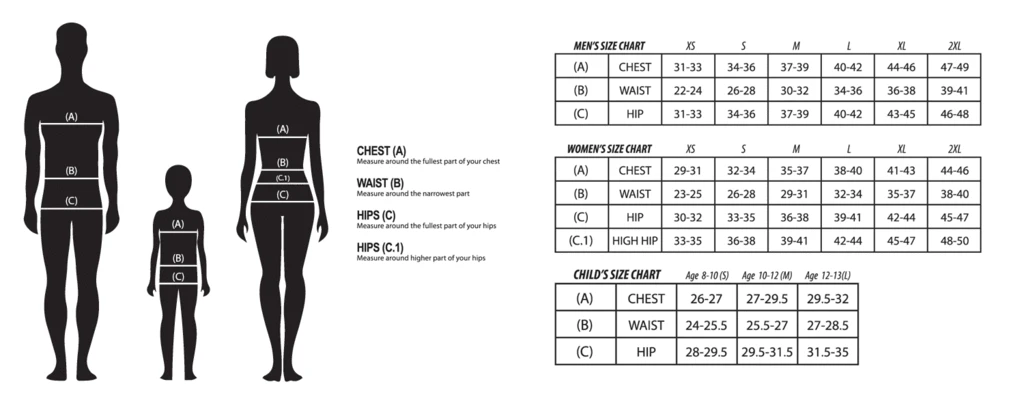 (A)
(B)
(C)
(A)
(B)
(C)
(A)
(B)
(C.1)
(C)
CHEST (A)
Measure around the fullest part of your chest
WAIST (B)
Measure around the narrowest part
HIPS (C)
Measure around the fullest part of your hips
HIPS (C.1)
Measure around higher part of your hips
MEN'S SIZE CHART XS S M L XL 2XL
(A) CHEST 31-33 34-36 37-39 40-42 44-46 47-49
(B) WAIST 22-24 26-28 30-32 34-36 36-38 39-41
(C) HIP 31-33 34-36 37-39 40-42 43-45 46-48
WOMEN'S SIZE CHART XS S M L XL 2XL
(A) CHEST 29-31 32-34 35-37 38-40 41-43 44-46
(B) WAIST 23-25 26-28 29-31 32-34 35-37 38-40
(C) HIP 30-32 33-35 36-38 39-41 42-44 45-47
(C.1) HIGH HIP 33-35 36-38 39-41 42-44 45-47 48-50
CHILD'S SIZE CHART Age 8-10 (S) Age 10-12 (M) Age 12-13(L)
(A) CHEST 26-27 27-29.5 29.5-32
(B) WAIST 24-25.5 25.5-27 27-28.5
(C) HIP 28-29.5 29.5-31.5 31.5-35